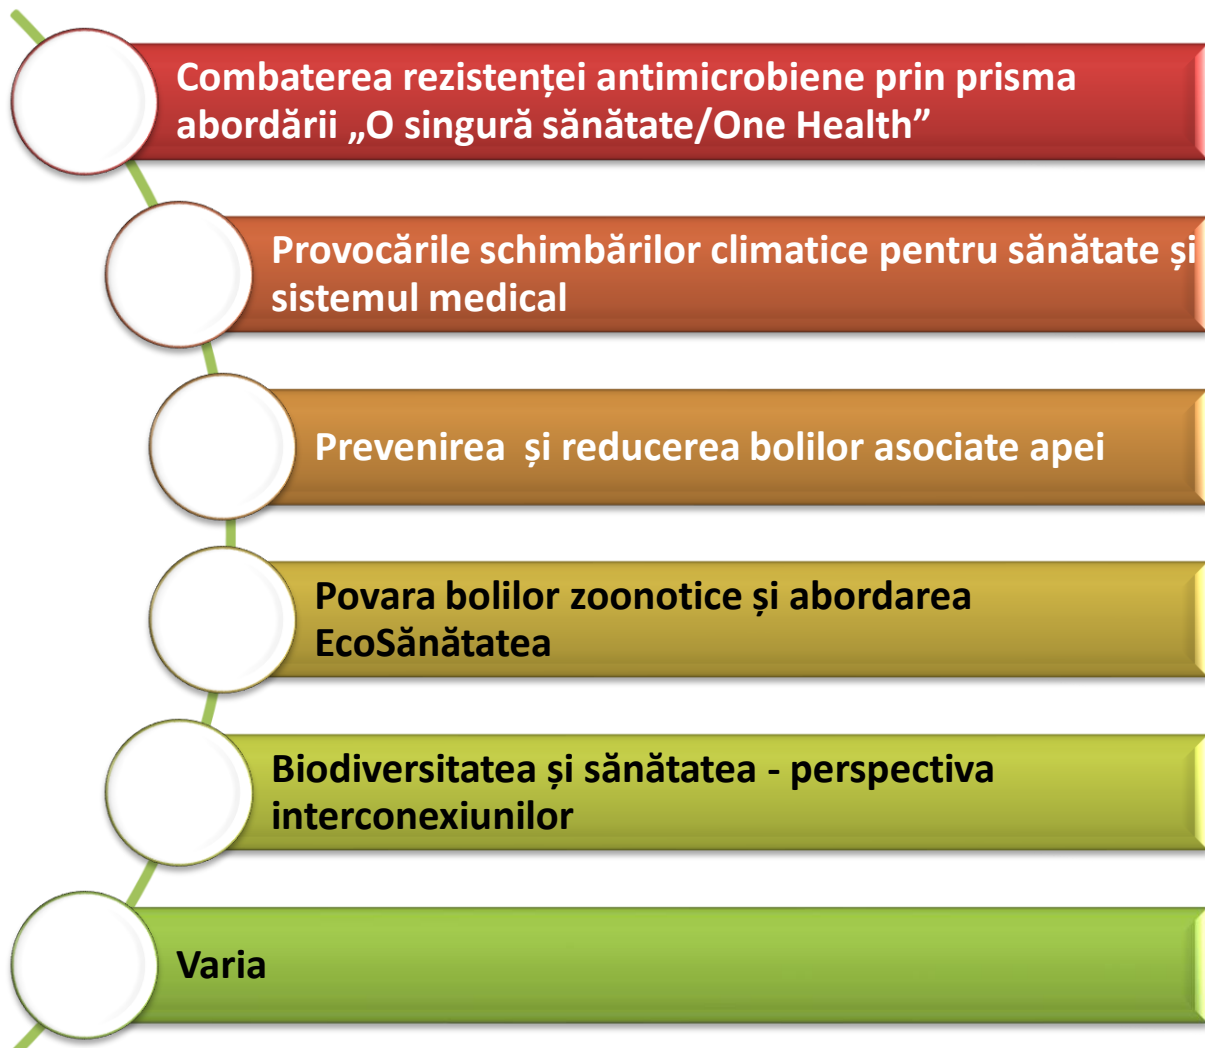 Combaterea rezistenței antimicrobiene prin prisma
abordării „O singură sănătate/One Health”
Provocările schimbărilor climatice pentru sănătate și
sistemul medical
Prevenirea  și reducerea bolilor asociate apei
Povara bolilor zoonotice și abordarea
EcoSănătatea
Biodiversitatea și sănătatea - perspectiva
interconexiunilor
Varia